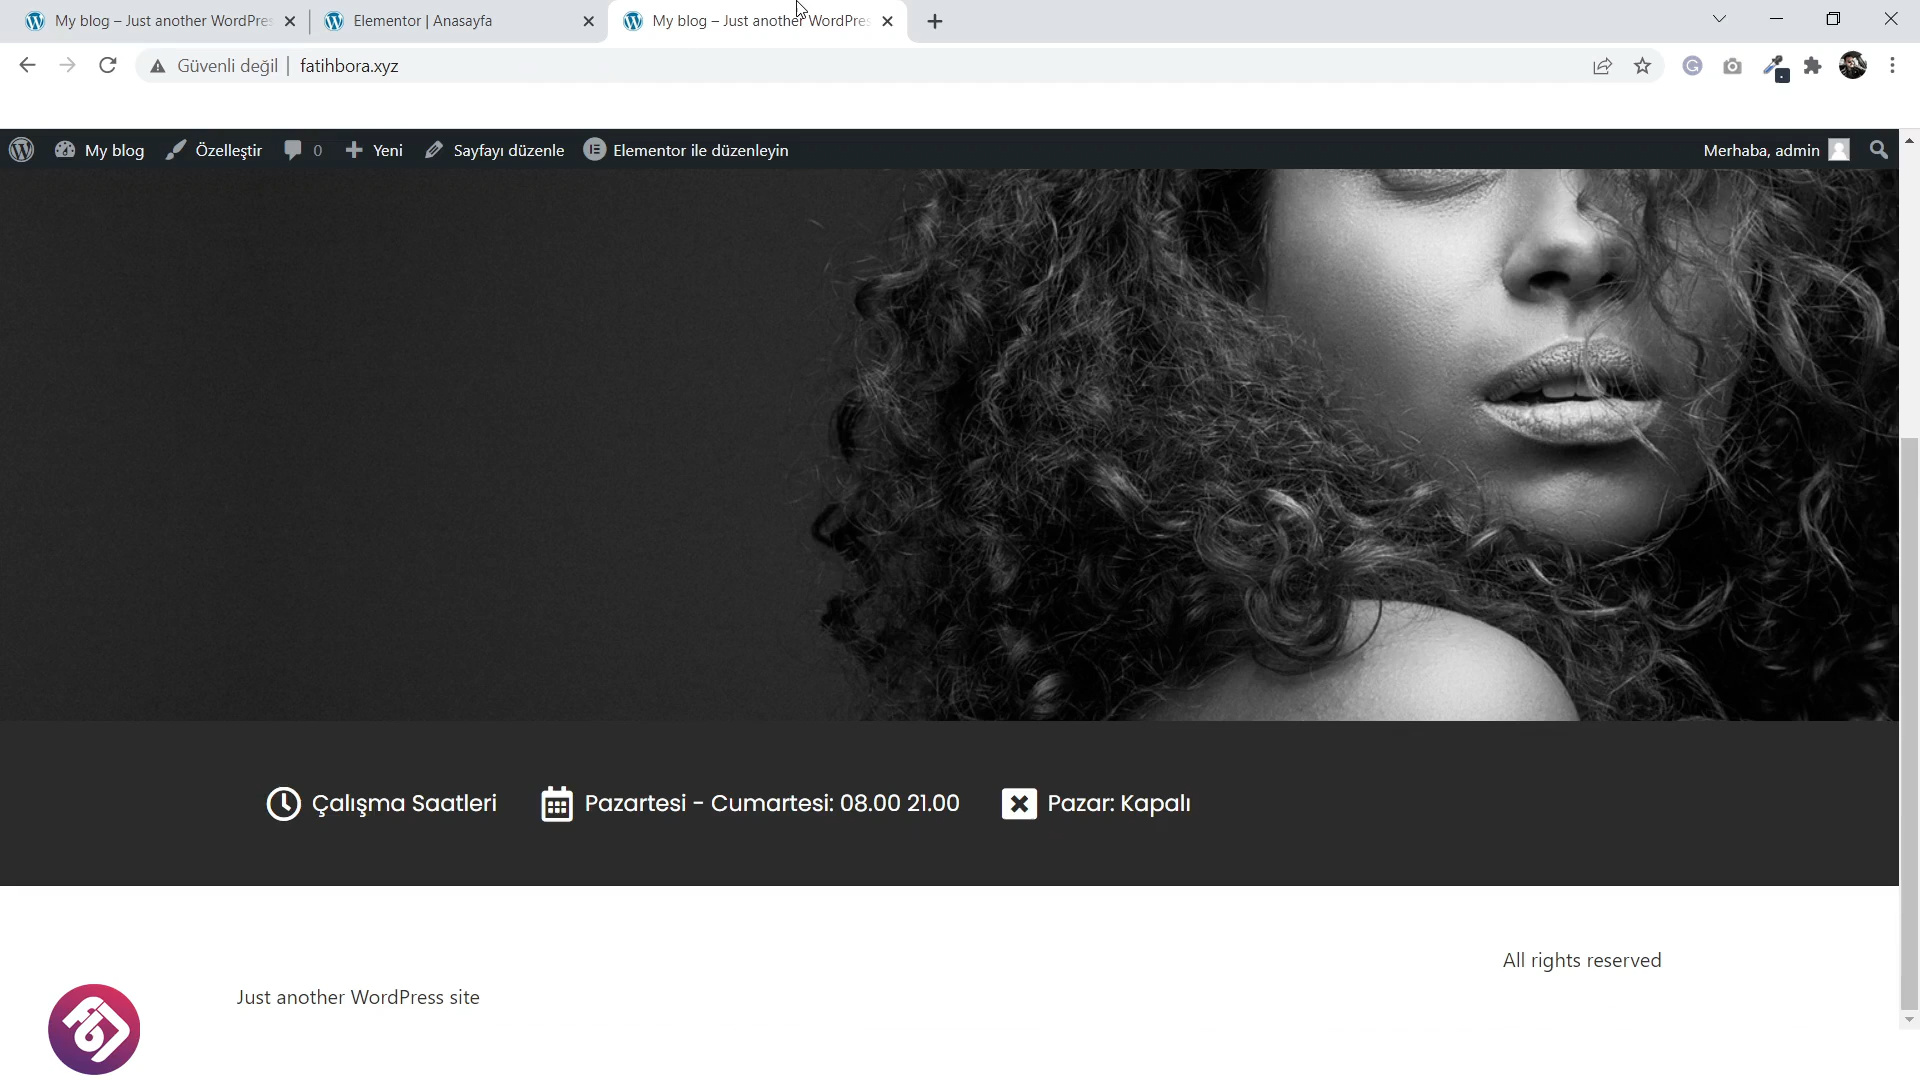 My blog – Just another WordPres
Elementor | Anasayfa
My blog – Just another WordPres
Güvenli değil
fatihbora.xyz
My blog
Özelleştir
0
Yeni
Sayfayı düzenle
Elementor ile düzenleyin
Merhaba, admin
Çalışma Saatleri
Pazartesi - Cumartesi: 08.00 21.00
Pazar: Kapalı
All rights reserved
Just another WordPress site